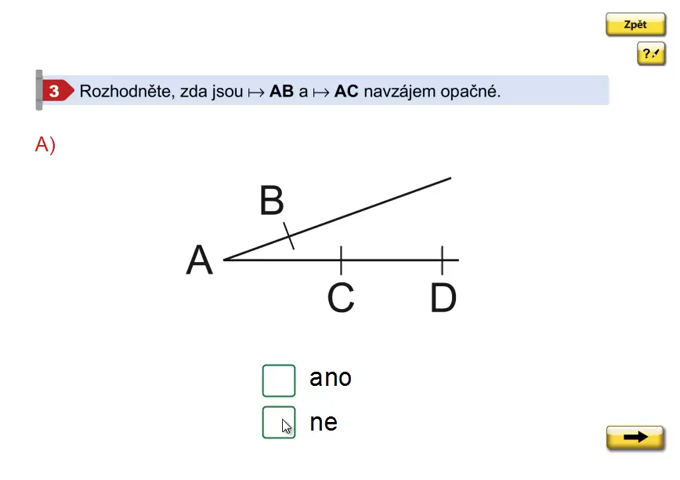 Zpět
?
3 Rozhodněte, zda jsou ↦ AB a ↦ AC navzájem opačné.
A)
B
A
C D
ano
ne